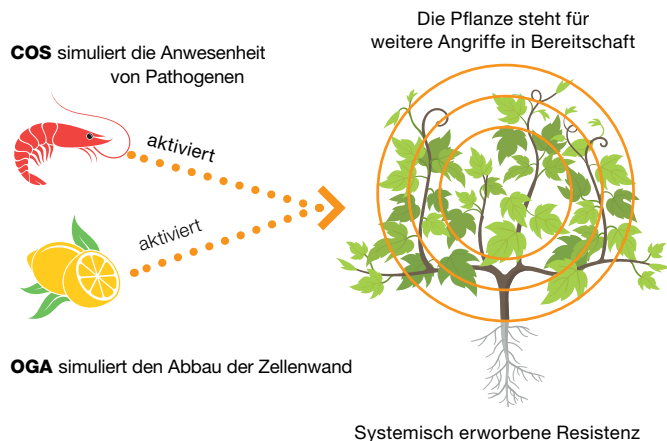 COS simuliert die Anwesenheit
von Pathogenen
aktiviert
aktiviert
OGA simuliert den Abbau der Zellenwand
Die Pflanze steht für
weitere Angriffe in Bereitschaft
Systemisch erworbene Resistenz